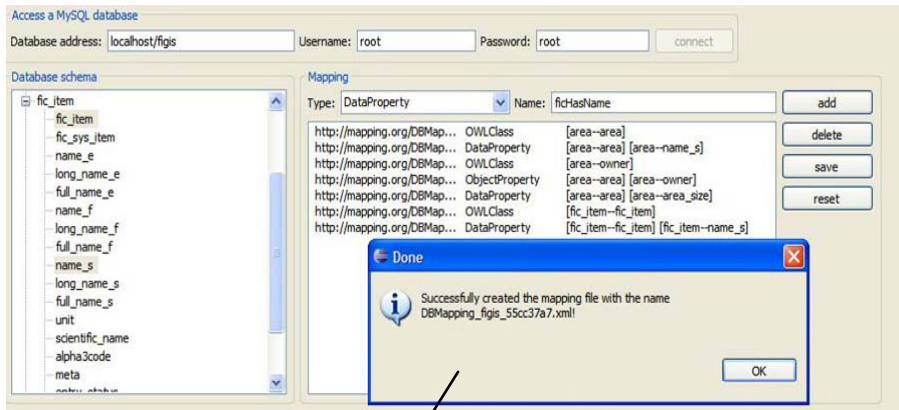 Access a MySQL database
Database address: localhost/figis Username: root Password: root connect
Database schema
fic_item
fic_item
fic_sys_item
name_e
long_name_e
full_name_e
name_f
long_name_f
full_name_f
name_s
long_name_s
full_name_s
unit
scientific_name
alpha3code
meta
entry_status
Mapping
Type: DataProperty Name: ficHasName add
delete
save
reset
http://mapping.org/DBMap... OWLClass [area--area]
http://mapping.org/DBMap... DataProperty [area--area] [area--name_s]
http://mapping.org/DBMap... OWLClass [area--owner]
http://mapping.org/DBMap... ObjectProperty [area--area] [area--owner]
http://mapping.org/DBMap... DataProperty [area--area] [area--area_size]
http://mapping.org/DBMap... OWLClass [fic_item--fic_item]
http://mapping.org/DBMap... DataProperty [fic_item--fic_item] [fic_item--name_s]
Done
Successfully created the mapping file with the name
DBMapping_figis_55cc37a7.xml!
OK